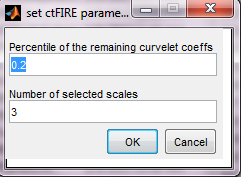 set ctFIRE parame...
Percentile of the remaining curvelet coeffs
0.2
Number of selected scales
3
OK
Cancel